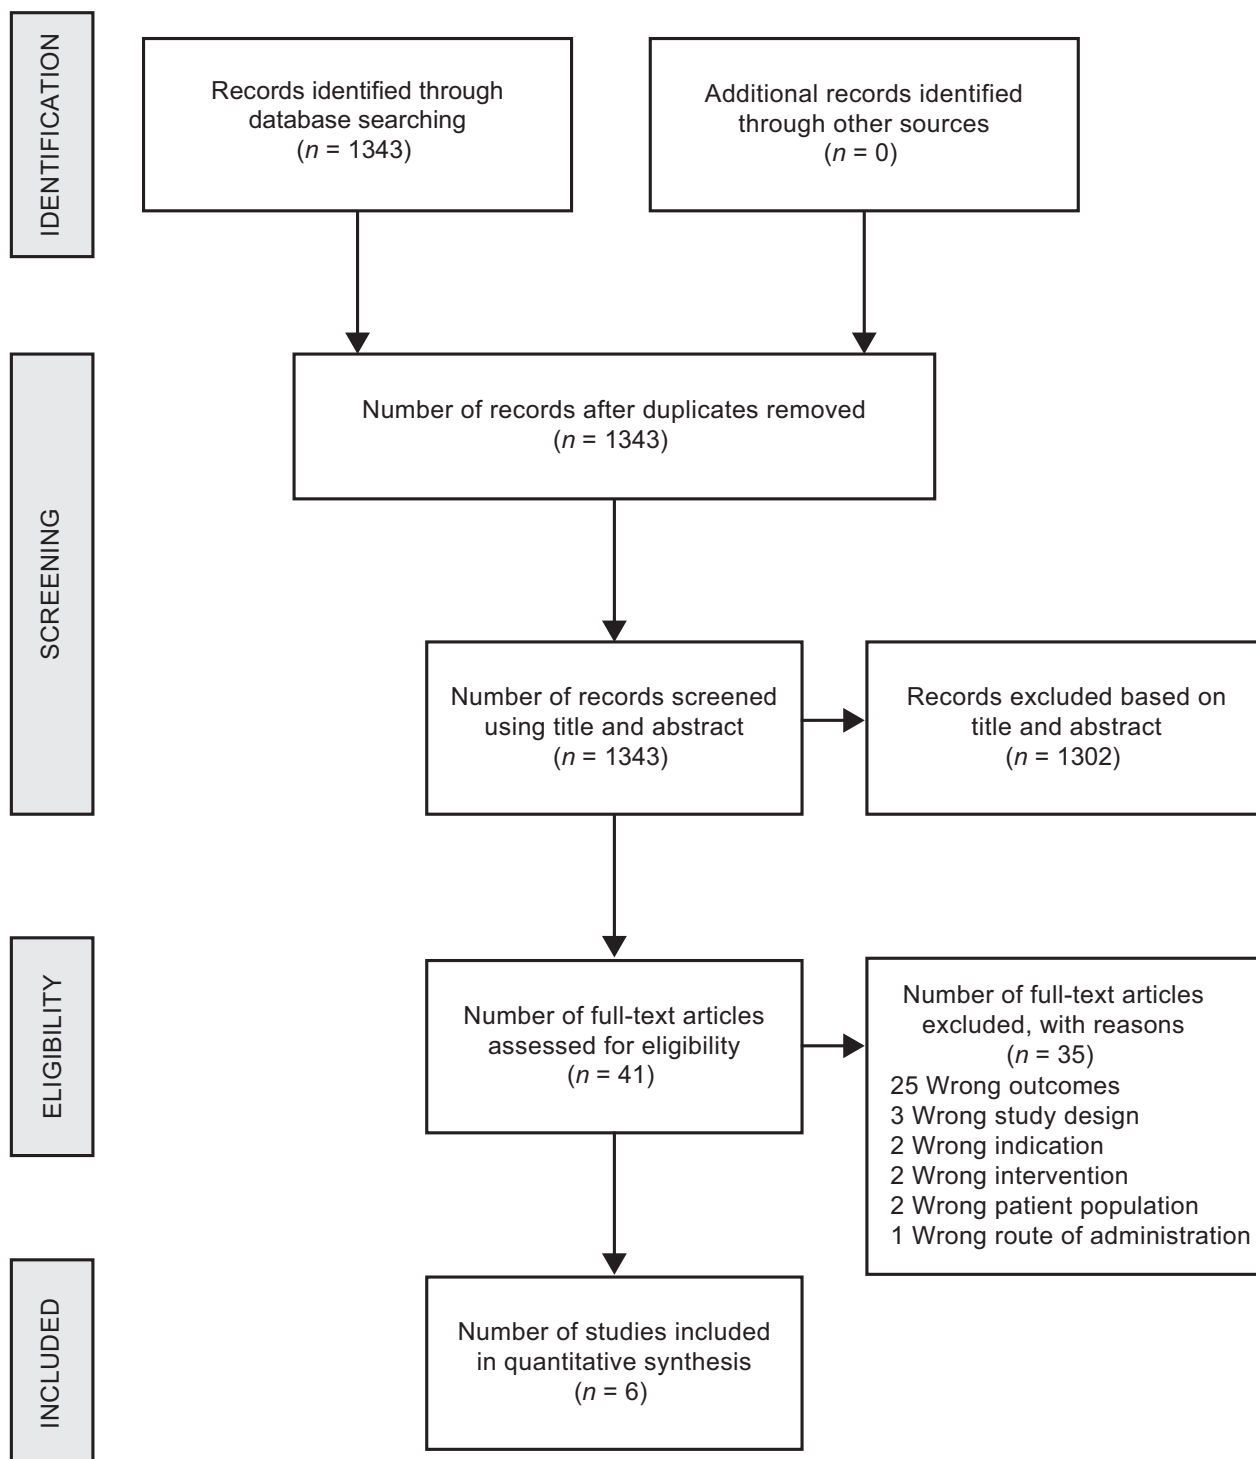 IDENTIFICATION
Records identified through
database searching
(n = 1343)
Additional records identified
through other sources
(n = 0)
SCREENING
Number of records after duplicates removed
(n = 1343)
Number of records screened
using title and abstract
(n = 1343)
Records excluded based on
title and abstract
(n = 1302)
ELIGIBILITY
Number of full-text articles
assessed for eligibility
(n = 41)
Number of full-text articles
excluded, with reasons
(n = 35)
25 Wrong outcomes
3 Wrong study design
2 Wrong indication
2 Wrong intervention
2 Wrong patient population
1 Wrong route of administration
INCLUDED
Number of studies included
in quantitative synthesis
(n = 6)